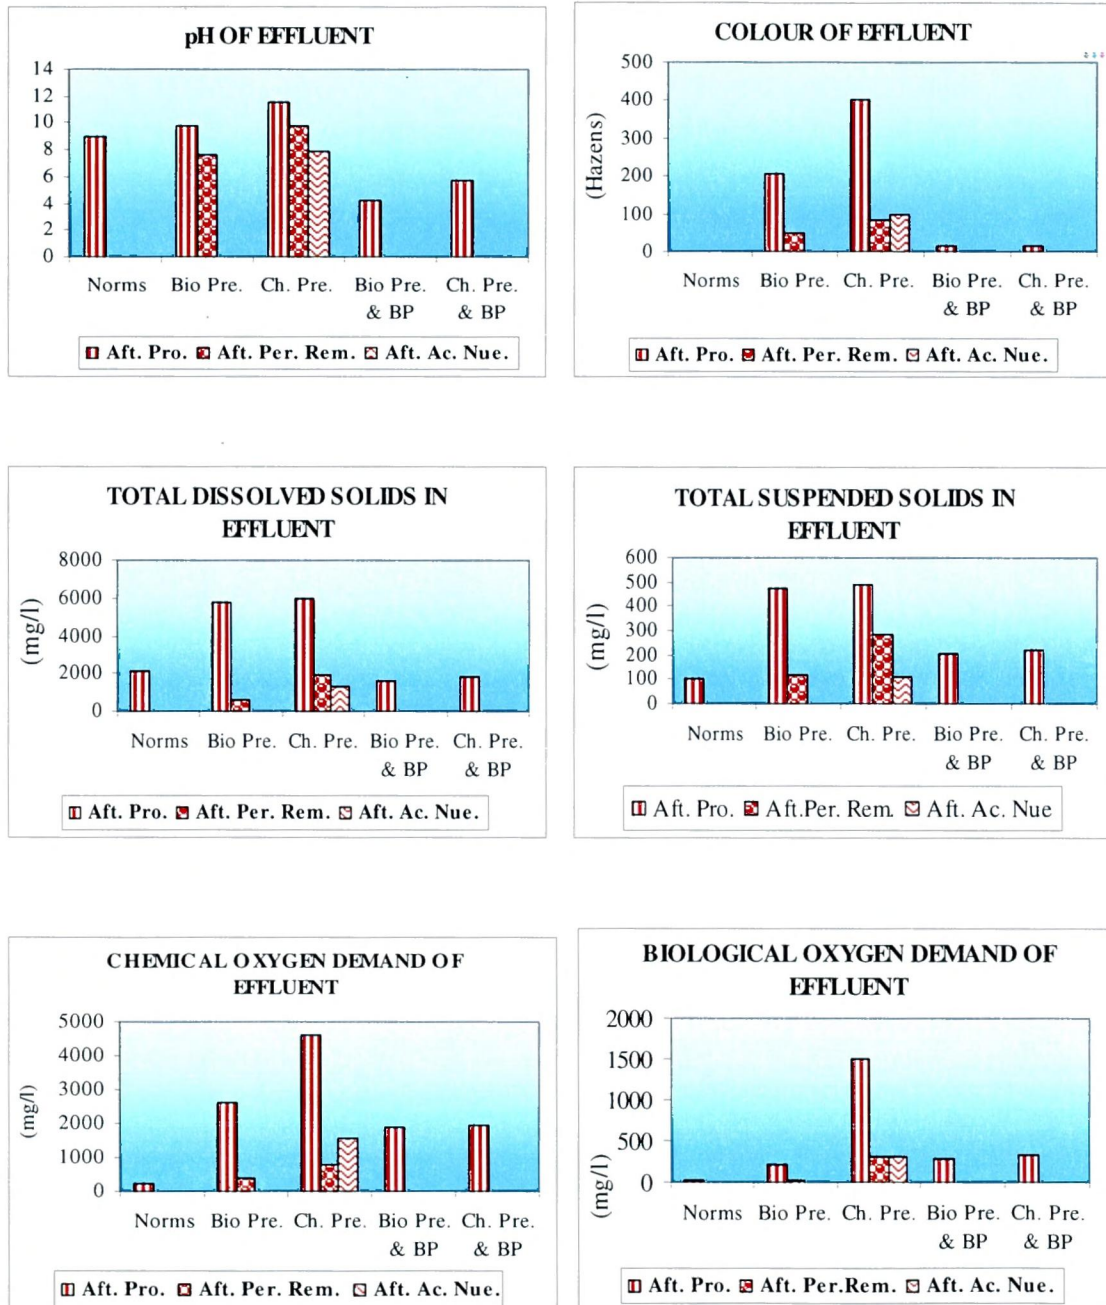 pH OF EFFLUENT
14
12
10
8
6
4
2
0
Norms Bio Pre. Ch. Pre. Bio Pre. Ch. Pre.
& BP & BP
Aft. Pro. Aft. Per. Rem. Aft. Ac. Nue.
COLOUR OF EFFLUENT
(Hazens)
500
400
300
200
100
0
Norms Bio Pre. Ch. Pre. Bio Pre. Ch. Pre.
& BP & BP
Aft. Pro. Aft. Per. Rem. Aft. Ac. Nue.
TOTAL DISSOLVED SOLIDS IN
EFFLUENT
(mg/l)
8000
6000
4000
2000
0
Norms Bio Pre. Ch. Pre. Bio Pre. Ch. Pre.
& BP & BP
Aft. Pro. Aft. Per. Rem. Aft. Ac. Nue.
TOTAL SUSPENDED SOLIDS IN
EFFLUENT
(mg/l)
600
500
400
300
200
100
0
Norms Bio Pre. Ch. Pre. Bio Pre. Ch. Pre.
& BP & BP
Aft. Pro. Aft.Per. Rem. Aft. Ac. Nue
CHEMICAL OXYGEN DEMAND OF
EFFLUENT
(mg/l)
5000
4000
3000
2000
1000
0
Norms Bio Pre. Ch. Pre. Bio Pre. Ch. Pre.
& BP & BP
Aft. Pro. Aft. Per. Rem. Aft. Ac. Nue.
BIOLOGICAL OXYGEN DEMAND OF
EFFLUENT
(mg/l)
2000
1500
1000
500
0
Norms Bio Pre. Ch. Pre. Bio Pre. Ch. Pre.
& BP & BP
Aft. Pro. Aft. Per.Rem. Aft. Ac. Nue.